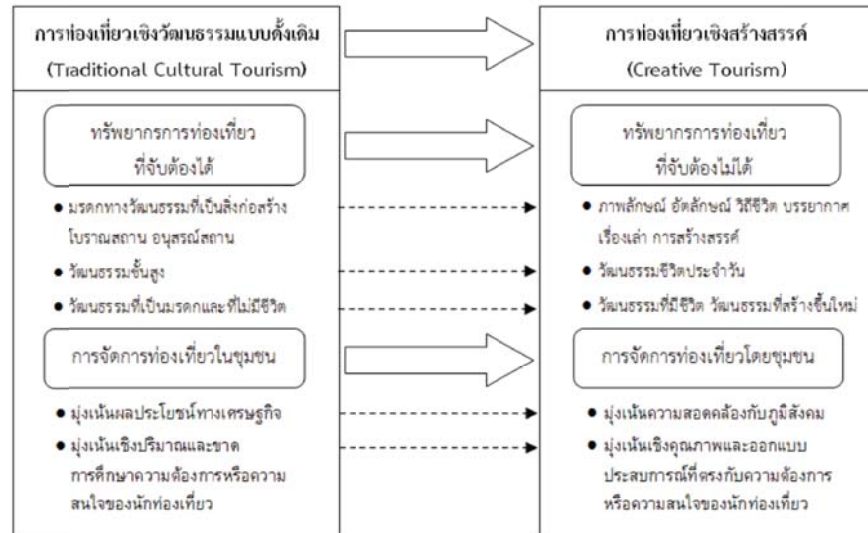 การท่องเที่ยวเชิงวัฒนธรรมแบบดั้งเดิม
(Traditional Cultural Tourism)
ทรัพยากรการท่องเที่ยว
ที่จับต้องได้
● มรดกทางวัฒนธรรมที่เป็นสิ่งก่อสร้าง
โบราณสถาน อนุสรณ์สถาน
● วัฒนธรรมชั้นสูง
● วัฒนธรรมที่เป็นมรดกและที่ไม่มีชีวิต
การจัดการท่องเที่ยวในชุมชน
● มุ่งเน้นผลประโยชน์ทางเศรษฐกิจ
● มุ่งเน้นเชิงปริมาณและขาด
การศึกษาความต้องการหรือความ
สนใจของนักท่องเที่ยว
การท่องเที่ยวเชิงสร้างสรรค์
(Creative Tourism)
ทรัพยากรการท่องเที่ยว
ที่จับต้องไม่ได้
● ภาพลักษณ์ อัตลักษณ์ วิถีชีวิต บรรยากาศ
เรื่องเล่า การสร้างสรรค์
● วัฒนธรรมชีวิตประจำวัน
● วัฒนธรรมที่มีชีวิต วัฒนธรรมที่สร้างขึ้นใหม่
การจัดการท่องเที่ยวโดยชุมชน
● มุ่งเน้นความสอดคล้องกับภูมิสังคม
● มุ่งเน้นเชิงคุณภาพและออกแบบ
ประสบการณ์ที่ตรงกับความต้องการ
หรือความสนใจของนักท่องเที่ยว